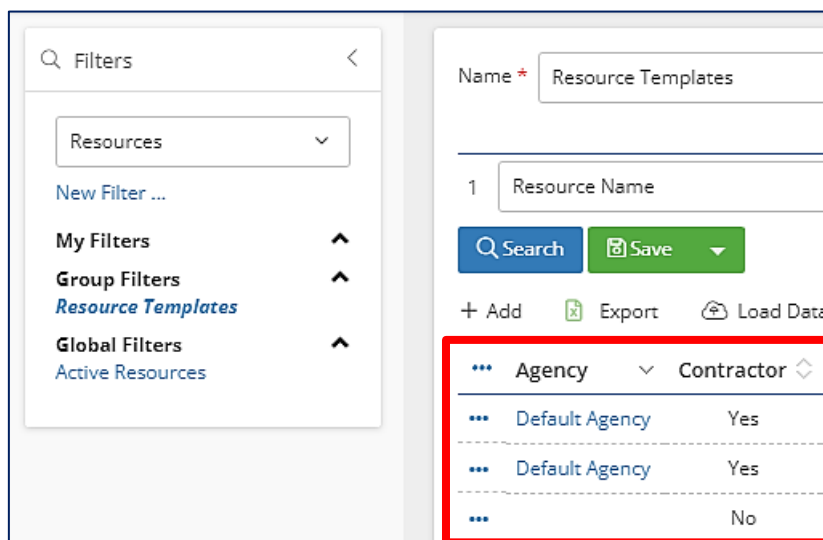 Filters
Resources
New Filter ...
My Filters
Group Filters
Resource Templates
Global Filters
Active Resources
Name * Resource Templates
1 Resource Name
Search Save
+ Add Export Load Data
••• Agency Contractor
••• Default Agency Yes
••• Default Agency Yes
••• No